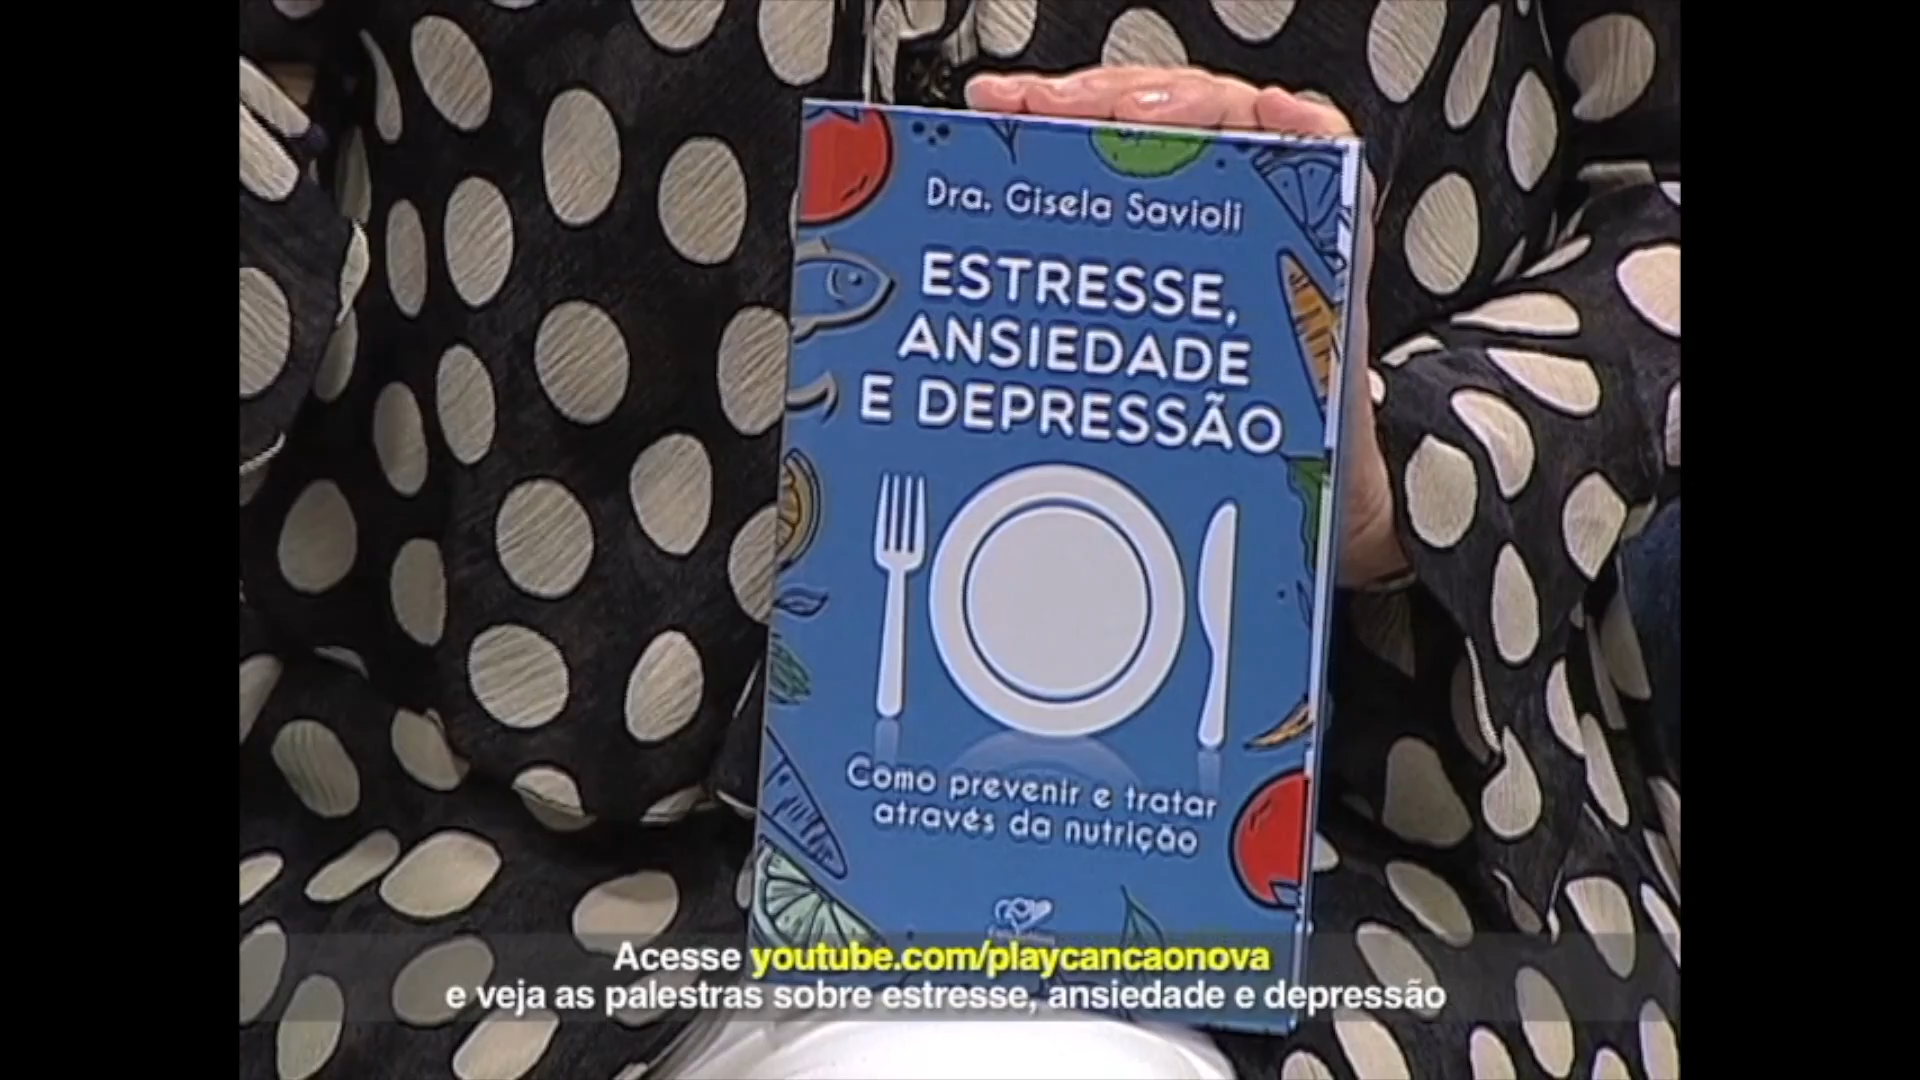 Dra. Gisela Savioli
ESTRESSE,
ANSIEDADE
E DEPRESSÃO
Como prevenir e tratar
através da nutrição
Acesse youtube.com/playcancaonova
e veja as palestras sobre estresse, ansiedade e depressão